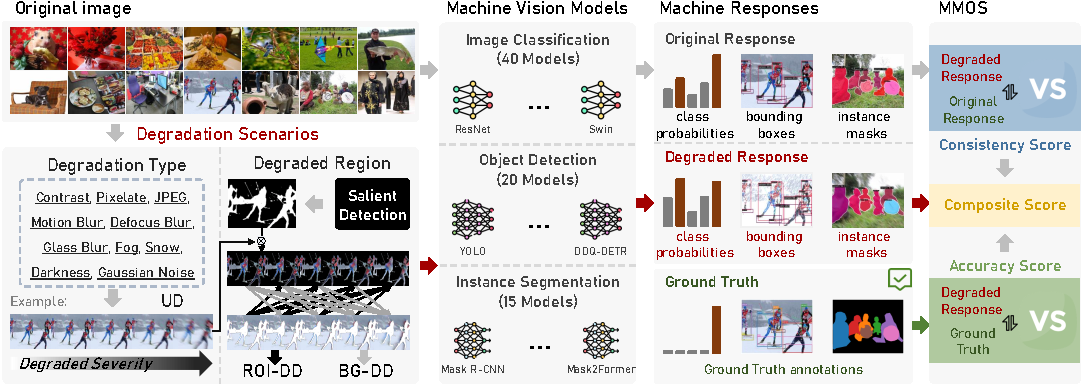 Original image
Degradation Scenarios
Degradation Type
Contrast, Pixelate, JPEG,
Motion Blur, Defocus Blur,
Glass Blur, Fog, Snow,
Darkness, Gaussian Noise
Example:
UD
Degraded Severity
Degraded Region
Salient
Detection
ROI-DD
BG-DD
Machine Vision Models
Image Classification
(40 Models)
ResNet
...
Swin
Object Detection
(20 Models)
YOLO
...
DDQ-DETR
Instance Segmentation
(15 Models)
Mask R-CNN
...
Mask2Former
Machine Responses
Original Response
class
probabilities
bounding
boxes
instance
masks
Degraded Response
class
probabilities
bounding
boxes
instance
masks
Ground Truth
Ground Truth annotations
MMOS
Degraded
Response
Original
Response
VS
Consistency Score
Composite Score
Accuracy Score
Degraded
Response
Ground
Truth
VS